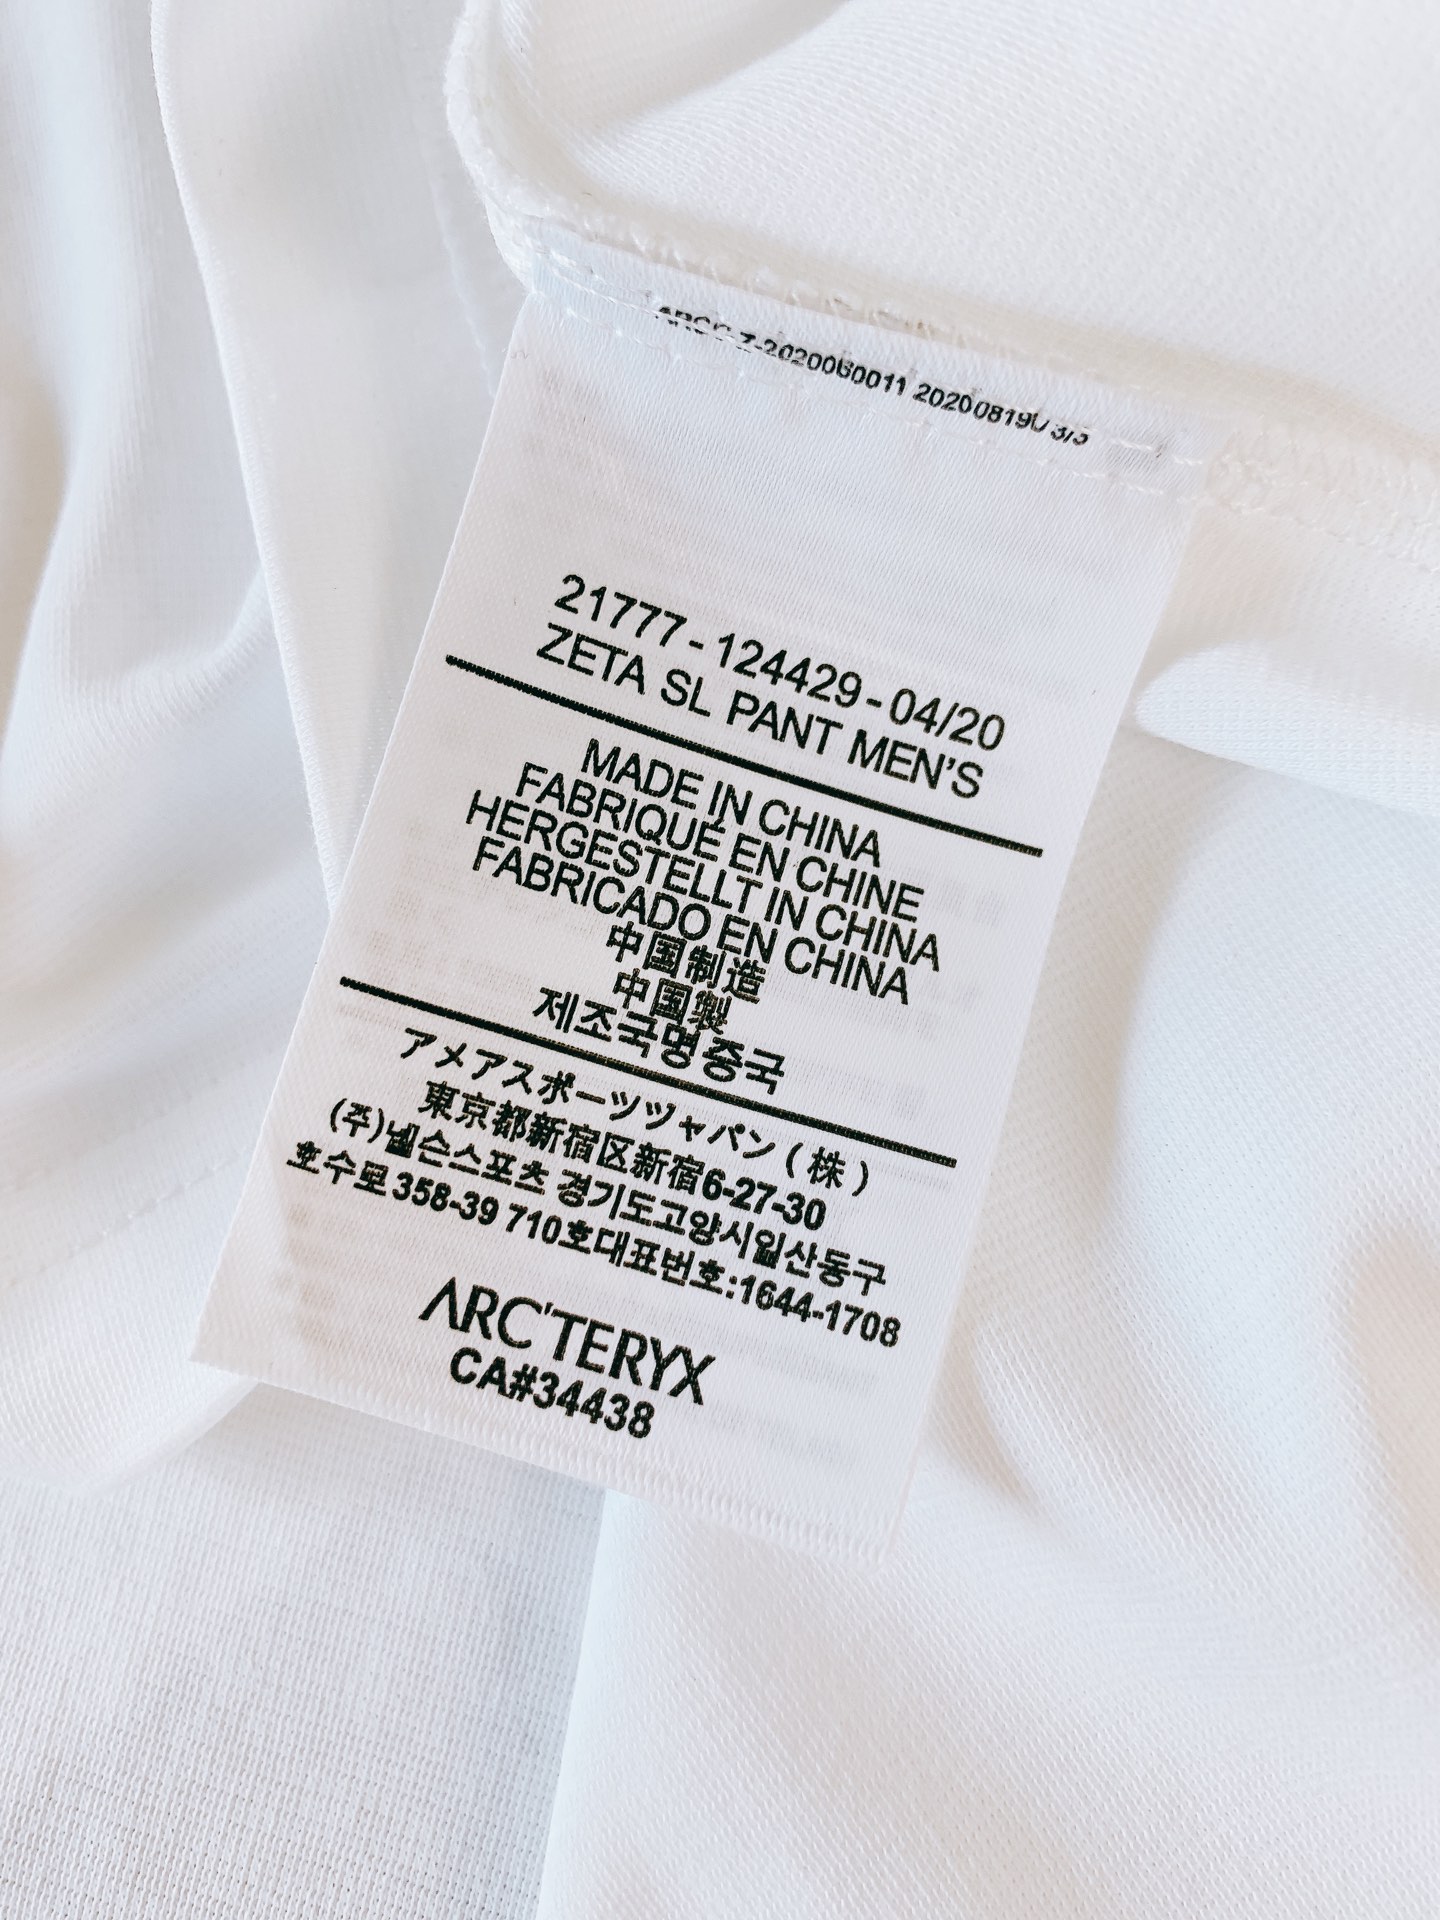 2020081903/3
21777-124429-04/20
ZETA SL PANT MEN'S
MADE IN CHINA
FABRIQUÉ EN CHINE
HERGESTELLT IN CHINA
FABRICADO EN CHINA
中国制造
中国製
제조국명 중국
アメアスポーツジャパン(株)
東京都新宿区新宿6-27-30
(주)넬슨스포츠 경기도고양시일산동구
호수로 358-39 710호대표번호:1644-1708
ARC'TERYX
CA#34438